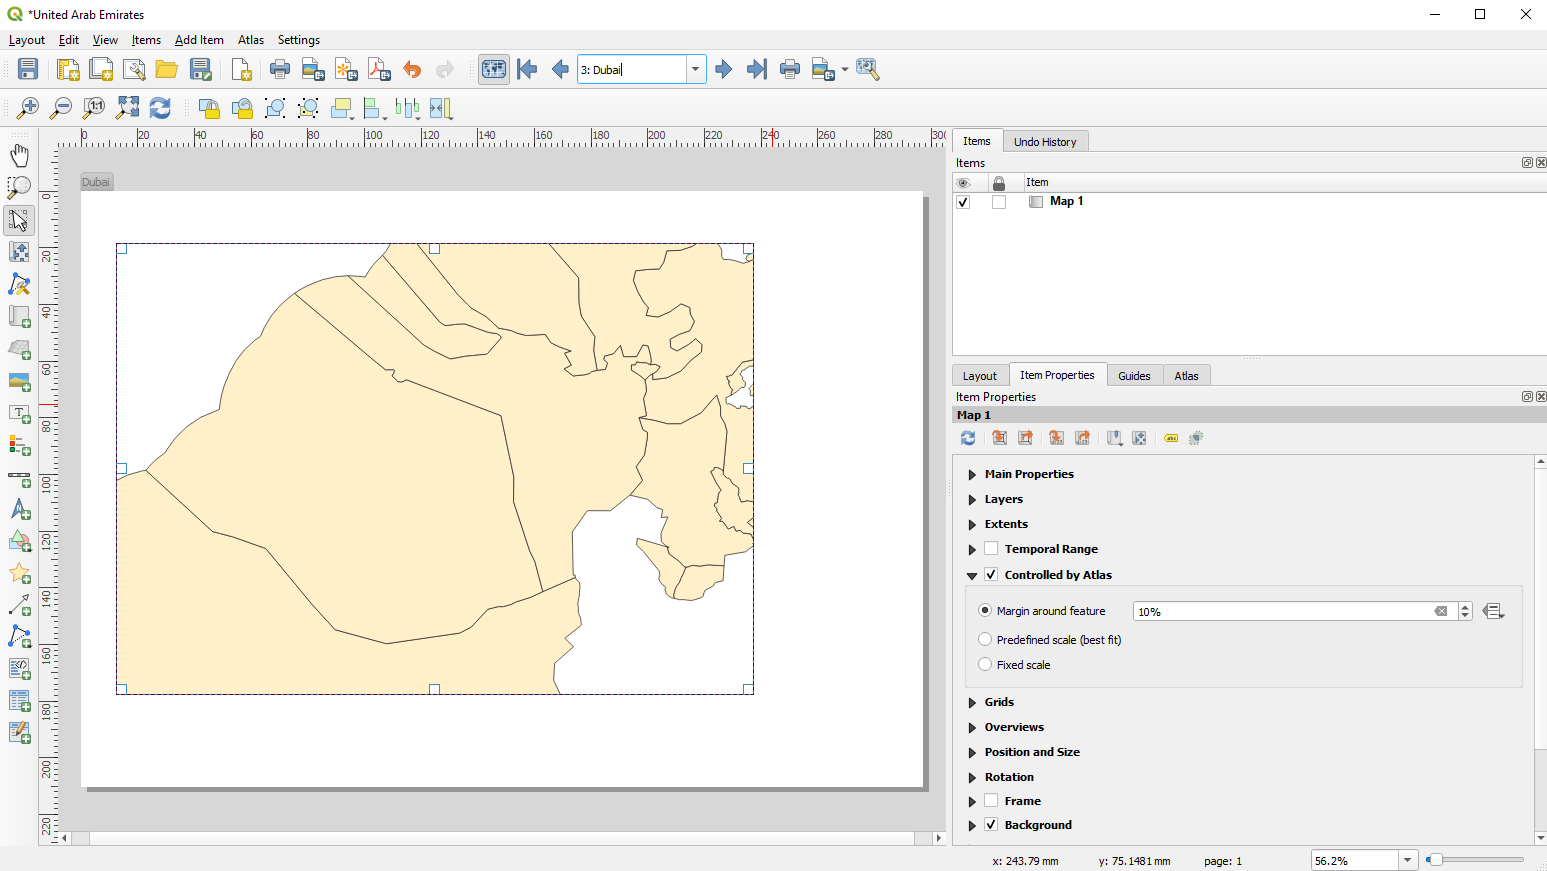 *United Arab Emirates
Layout Edit View Items Add Item Atlas Settings
3: Dubai
1:1
0 20 40 60 80 100 120 140 160 180 200 220 240 260 280 300
Dubai
0
20
40
60
80
100
120
140
160
180
200
220
T
abc
Items Undo History
Items
Item
Map 1
Layout Item Properties Guides Atlas
Item Properties
Map 1
Main Properties
Layers
Extents
Temporal Range
Controlled by Atlas
Margin around feature 10%
Predefined scale (best fit)
Fixed scale
Grids
Overviews
Position and Size
Rotation
Frame
Background
x: 243.79 mm y: 75.1481 mm page: 1 56.2%